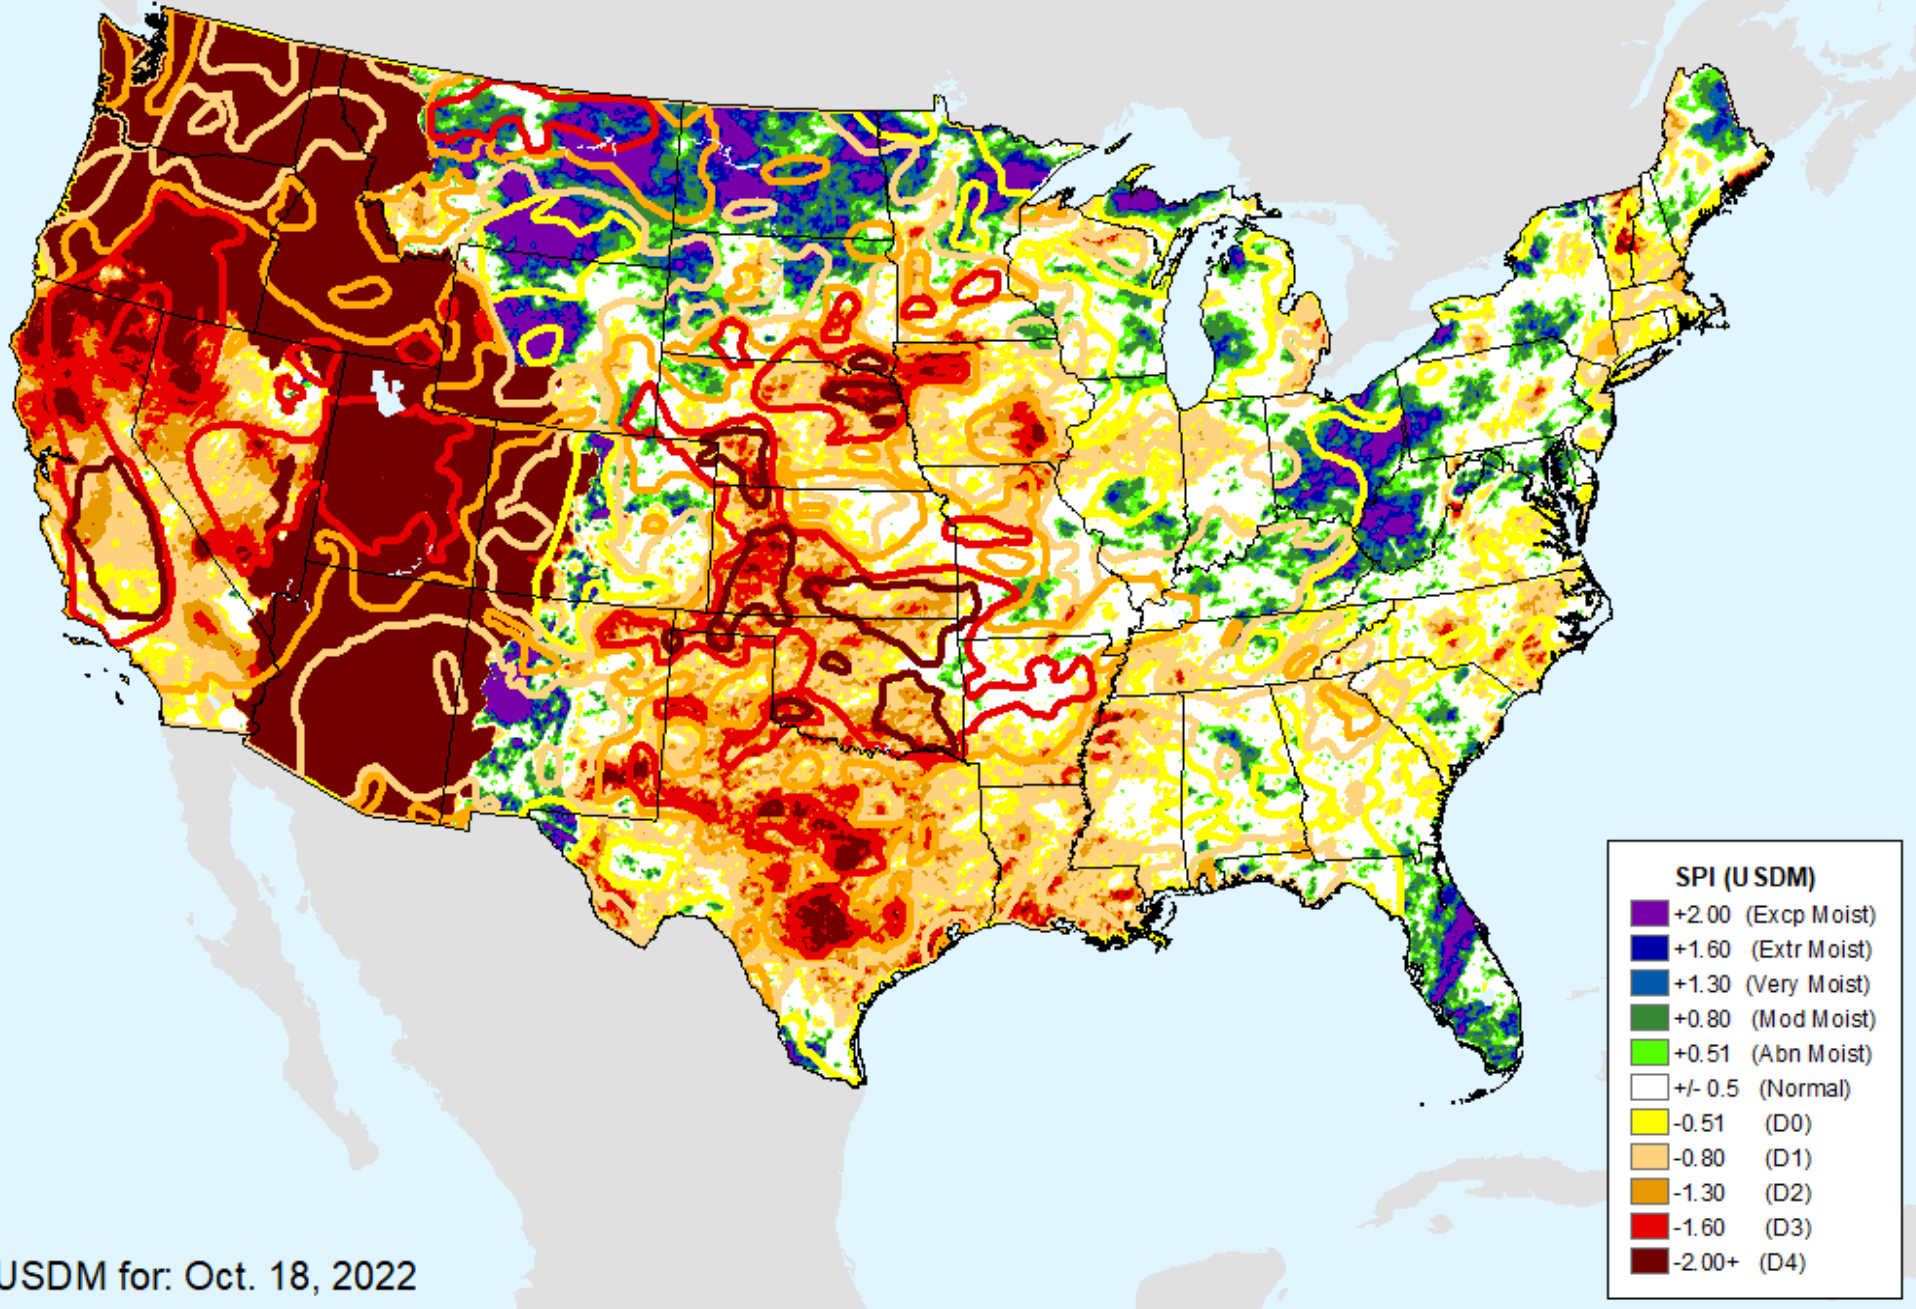 SPI (USDM)
+2.00 (Excp Moist)
+1.60 (Extr Moist)
+1.30 (Very Moist)
+0.80 (Mod Moist)
+0.51 (Abn Moist)
+/- 0.5 (Normal)
-0.51 (D0)
-0.80 (D1)
-1.30 (D2)
-1.60 (D3)
-2.00+ (D4)
USDM for: Oct. 18, 2022